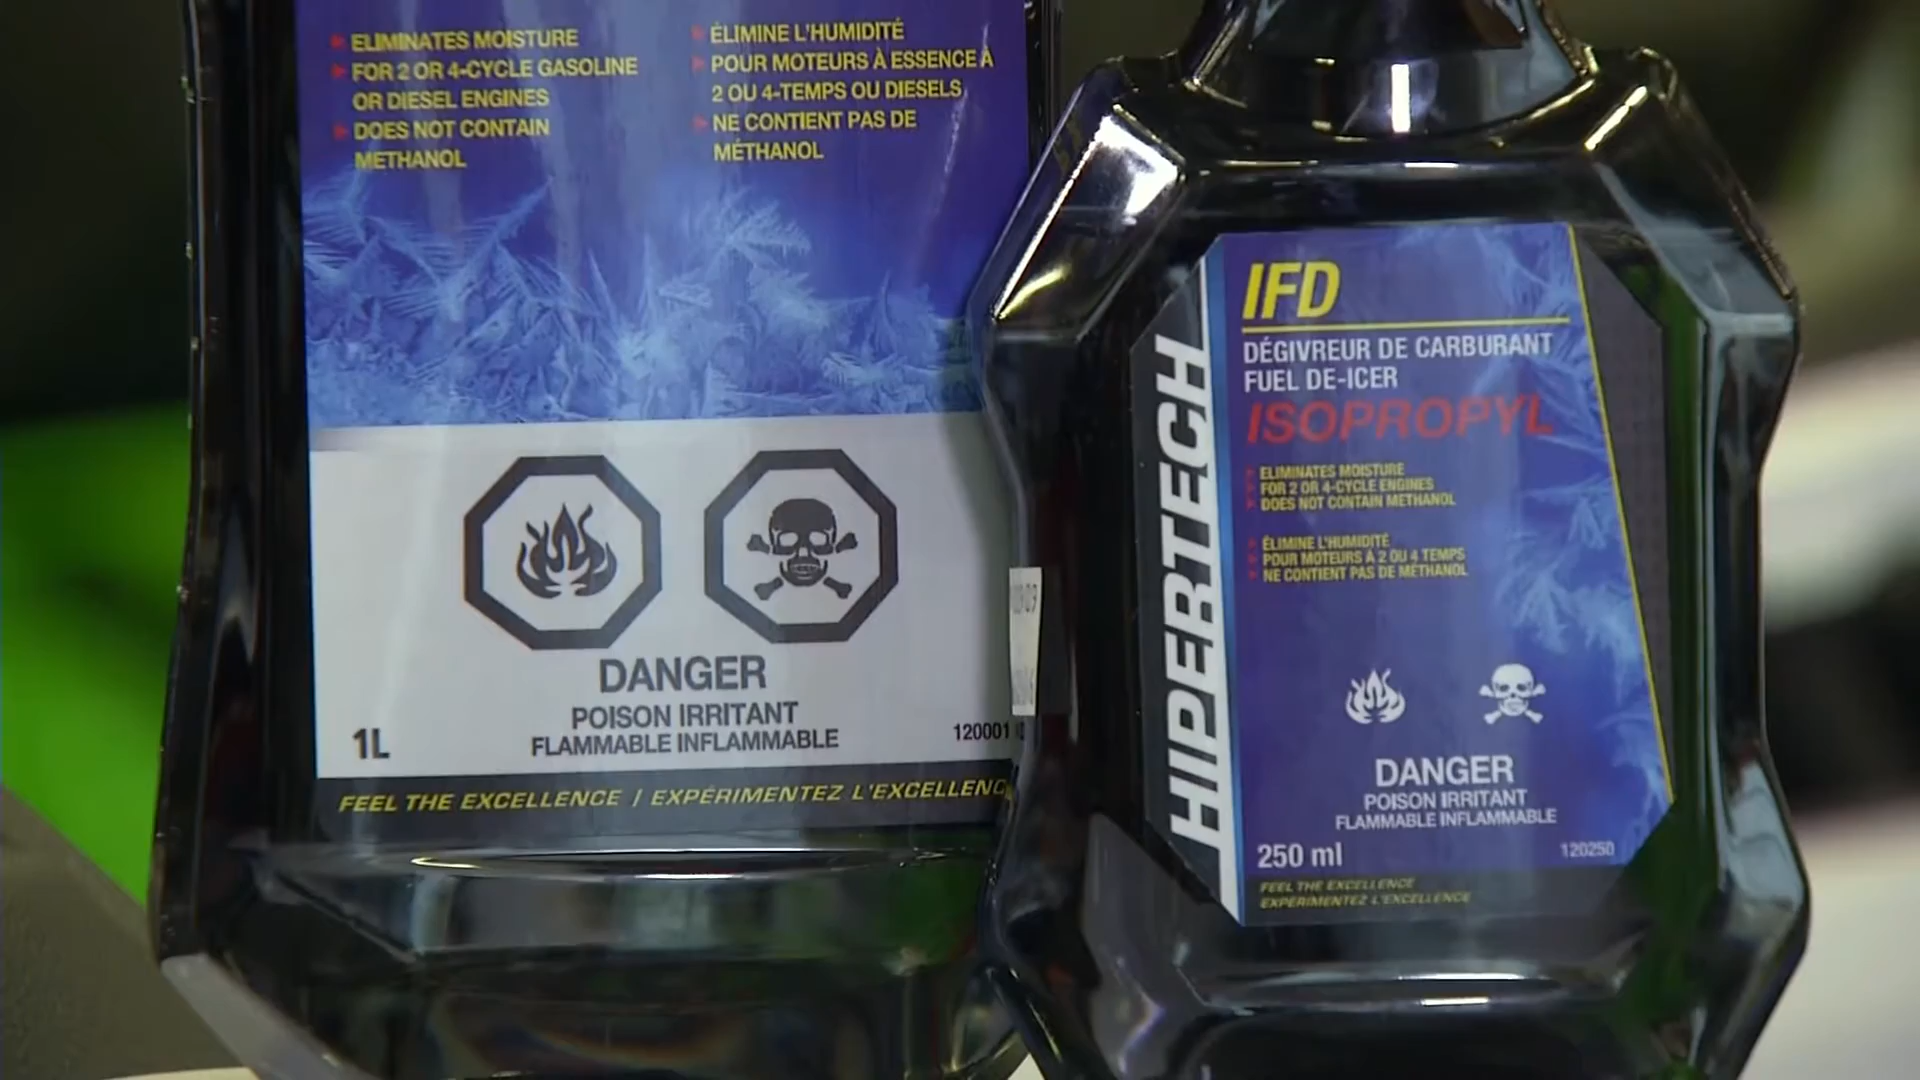 ELIMINATES MOISTURE
FOR 2 OR 4-CYCLE GASOLINE
OR DIESEL ENGINES
DOES NOT CONTAIN
METHANOL
ÉLIMINE L'HUMIDITÉ
POUR MOTEURS À ESSENCE À
2 OU 4-TEMPS OU DIESELS
NE CONTIENT PAS DE
MÉTHANOL
DANGER
POISON IRRITANT
FLAMMABLE INFLAMMABLE
1L
120001
FEEL THE EXCELLENCE / EXPÉRIMENTEZ L'EXCELLENC
HIPERTECH
IFD
DÉGIVREUR DE CARBURANT
FUEL DE-ICER
ISOPROPYL
ELIMINATES MOISTURE
FOR 2 OR 4-CYCLE ENGINES
DOES NOT CONTAIN METHANOL
ÉLIMINE L'HUMIDITÉ
POUR MOTEURS À 2 OU 4 TEMPS
NE CONTIENT PAS DE MÉTHANOL
DANGER
POISON IRRITANT
FLAMMABLE INFLAMMABLE
250 ml
120250
FEEL THE EXCELLENCE
EXPÉRIMENTEZ L'EXCELLENCE